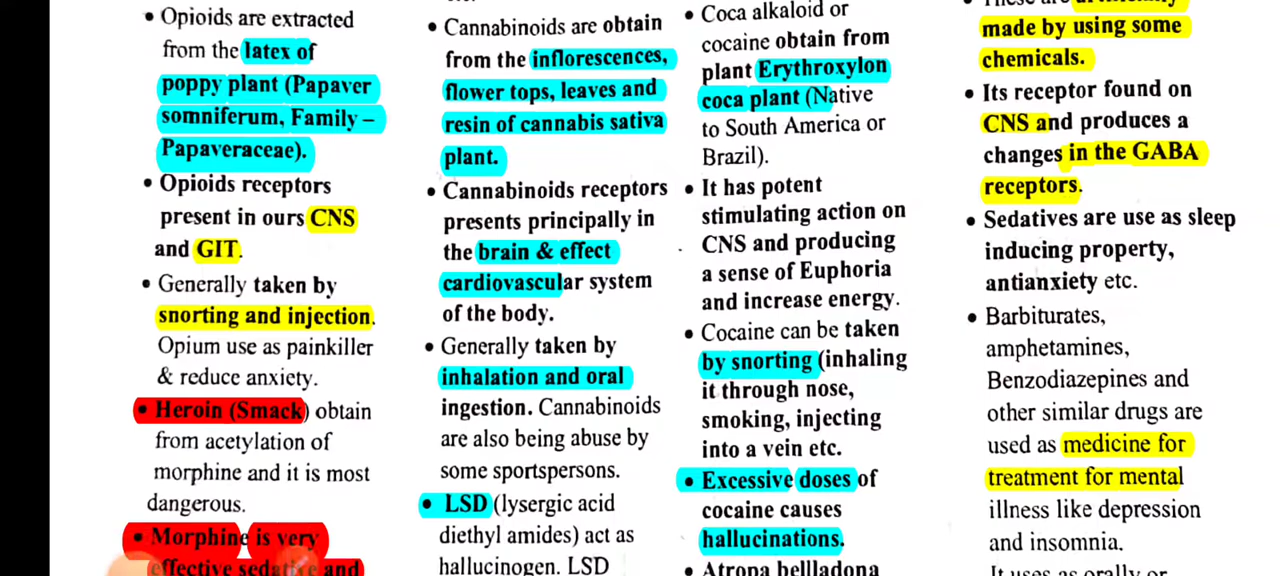 • Opioids are extracted
from the latex of
poppy plant (Papaver
somniferum, Family –
Papaveraceae).
• Opioids receptors
present in ours CNS
and GIT.
• Generally taken by
snorting and injection.
Opium use as painkiller
& reduce anxiety.
• Heroin (Smack) obtain
from acetylation of
morphine and it is most
dangerous.
• Morphine is very
effective sedative and
• Cannabinoids are obtain
from the inflorescences,
flower tops, leaves and
resin of cannabis sativa
plant.
• Cannabinoids receptors
presents principally in
the brain & effect
cardiovascular system
of the body.
• Generally taken by
inhalation and oral
ingestion. Cannabinoids
are also being abuse by
some sportspersons.
• LSD (lysergic acid
diethyl amides) act as
hallucinogen. LSD
• Coca alkaloid or
cocaine obtain from
plant Erythroxylon
coca plant (Native
to South America or
Brazil).
• It has potent
stimulating action on
CNS and producing
a sense of Euphoria
and increase energy.
• Cocaine can be taken
by snorting (inhaling
it through nose,
smoking, injecting
into a vein etc.
• Excessive doses of
cocaine causes
hallucinations.
• Atropa bellladona
made by using some
chemicals.
• Its receptor found on
CNS and produces a
changes in the GABA
receptors.
• Sedatives are use as sleep
inducing property,
antianxiety etc.
• Barbiturates,
amphetamines,
Benzodiazepines and
other similar drugs are
used as medicine for
treatment for mental
illness like depression
and insomnia.
It uses as orally or